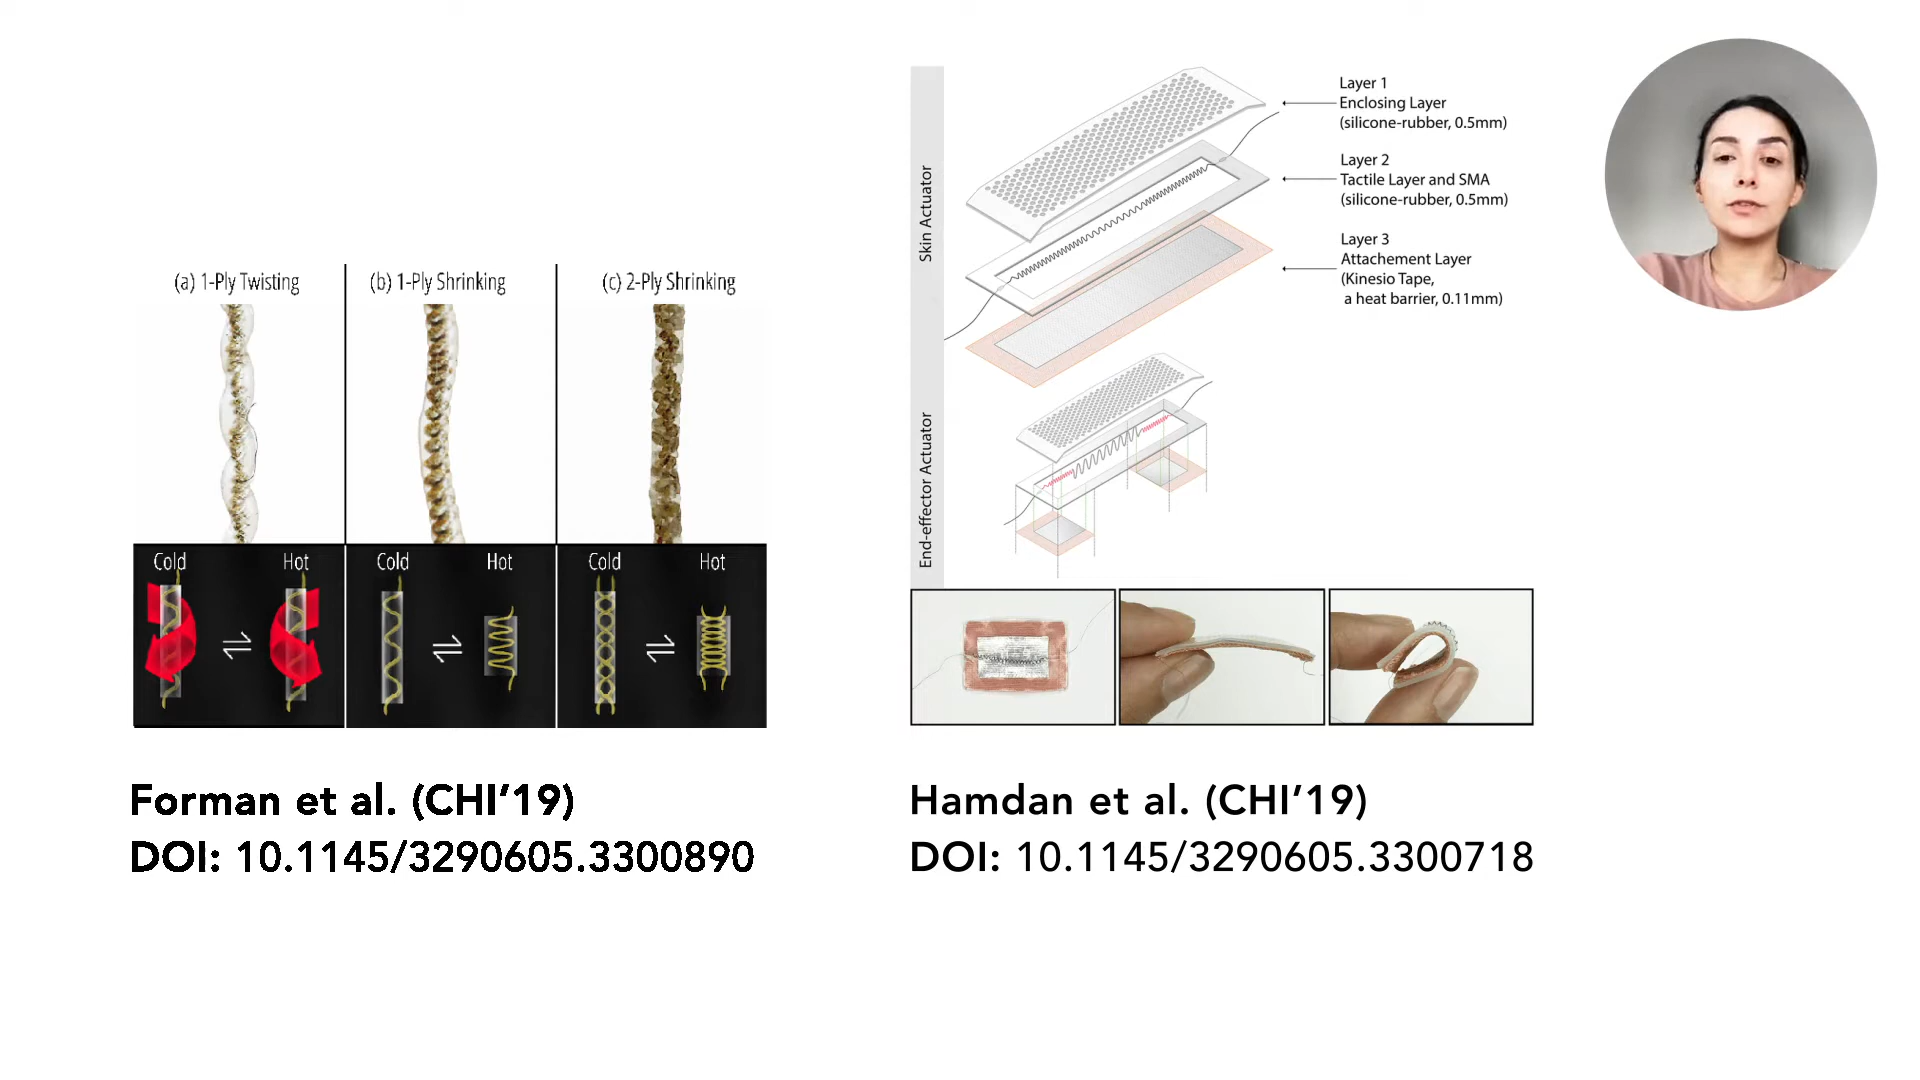 (a) 1-Ply Twisting
(b) 1-Ply Shrinking
(c) 2-Ply Shrinking
Cold
Hot
Cold
Hot
Cold
Hot
Forman et al. (CHI’19)
DOI: 10.1145/3290605.3300890
Skin Actuator
End-effector Actuator
Layer 1
Enclosing Layer
(silicone-rubber, 0.5mm)
Layer 2
Tactile Layer and SMA
(silicone-rubber, 0.5mm)
Layer 3
Attachement Layer
(Kinesio Tape,
a heat barrier, 0.11mm)
Hamdan et al. (CHI’19)
DOI: 10.1145/3290605.3300718